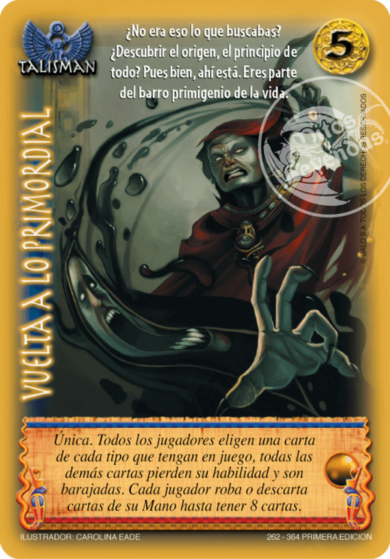 ¿No era eso lo que buscabas?
¿Descubrir el origen, el principio de
todo? Pues bien, ahí está. Eres parte
del barro primigenio de la vida.
5
TALISMAN
VUELTA A LO PRIMORDIAL
Mitos y
Leyendas
Única. Todos los jugadores eligen una carta
de cada tipo que tengan en juego, todas las
demás cartas pierden su habilidad y son
barajadas. Cada jugador roba o descarta
cartas de su Mano hasta tener 8 cartas.
ILUSTRADOR: CAROLINA EADE
262 - 364 PRIMERA EDICION